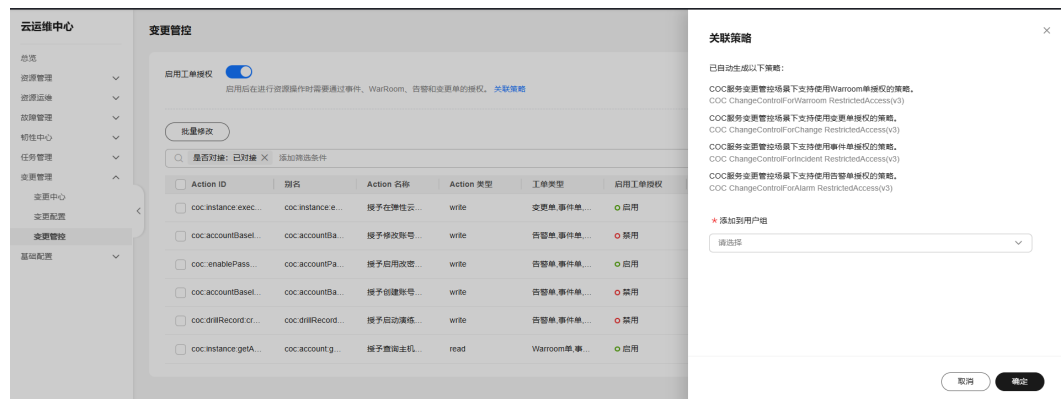 云运维中心
总览
资源管理
资源运维
故障管理
韧性中心
任务管理
变更管理
变更中心
变更配置
变更管控
基础配置
变更管控
启用工单授权
启用后在进行资源操作时需要通过事件、WarRoom、告警和变更单的授权。 关联策略
批量修改
是否对接: 已对接 添加筛选条件
Action ID 别名 Action 名称 Action 类型 工单类型 启用工单授权
coc:instance:exec... coc:instance:e... 授予在弹性云... write 变更单,事件单,... 启用
coc:accountBasel... coc:accountBa... 授予修改账号... write 告警单,事件单,... 禁用
coc::enablePass... coc:accountPa... 授予启用改密... write 告警单,事件单,... 启用
coc:accountBasel... coc:accountBa... 授予创建账号... write 告警单,事件单,... 禁用
coc:drillRecord:cr... coc:drillRecord... 授予启动演练... write 告警单,事件单,... 禁用
coc:instance:getA... coc:account:g... 授予查询主机... read Warroom单,事... 启用
关联策略
已自动生成以下策略:
COC服务变更管控场景下支持使用Warroom单授权的策略。
COC ChangeControlForWarroom RestrictedAccess(v3)
COC服务变更管控场景下支持使用变更单授权的策略。
COC ChangeControlForChange RestrictedAccess(v3)
COC服务变更管控场景下支持使用事件单授权的策略。
COC ChangeControlForIncident RestrictedAccess(v3)
COC服务变更管控场景下支持使用告警单授权的策略。
COC ChangeControlForAlarm RestrictedAccess(v3)
* 添加到用户组
请选择
取消 确定